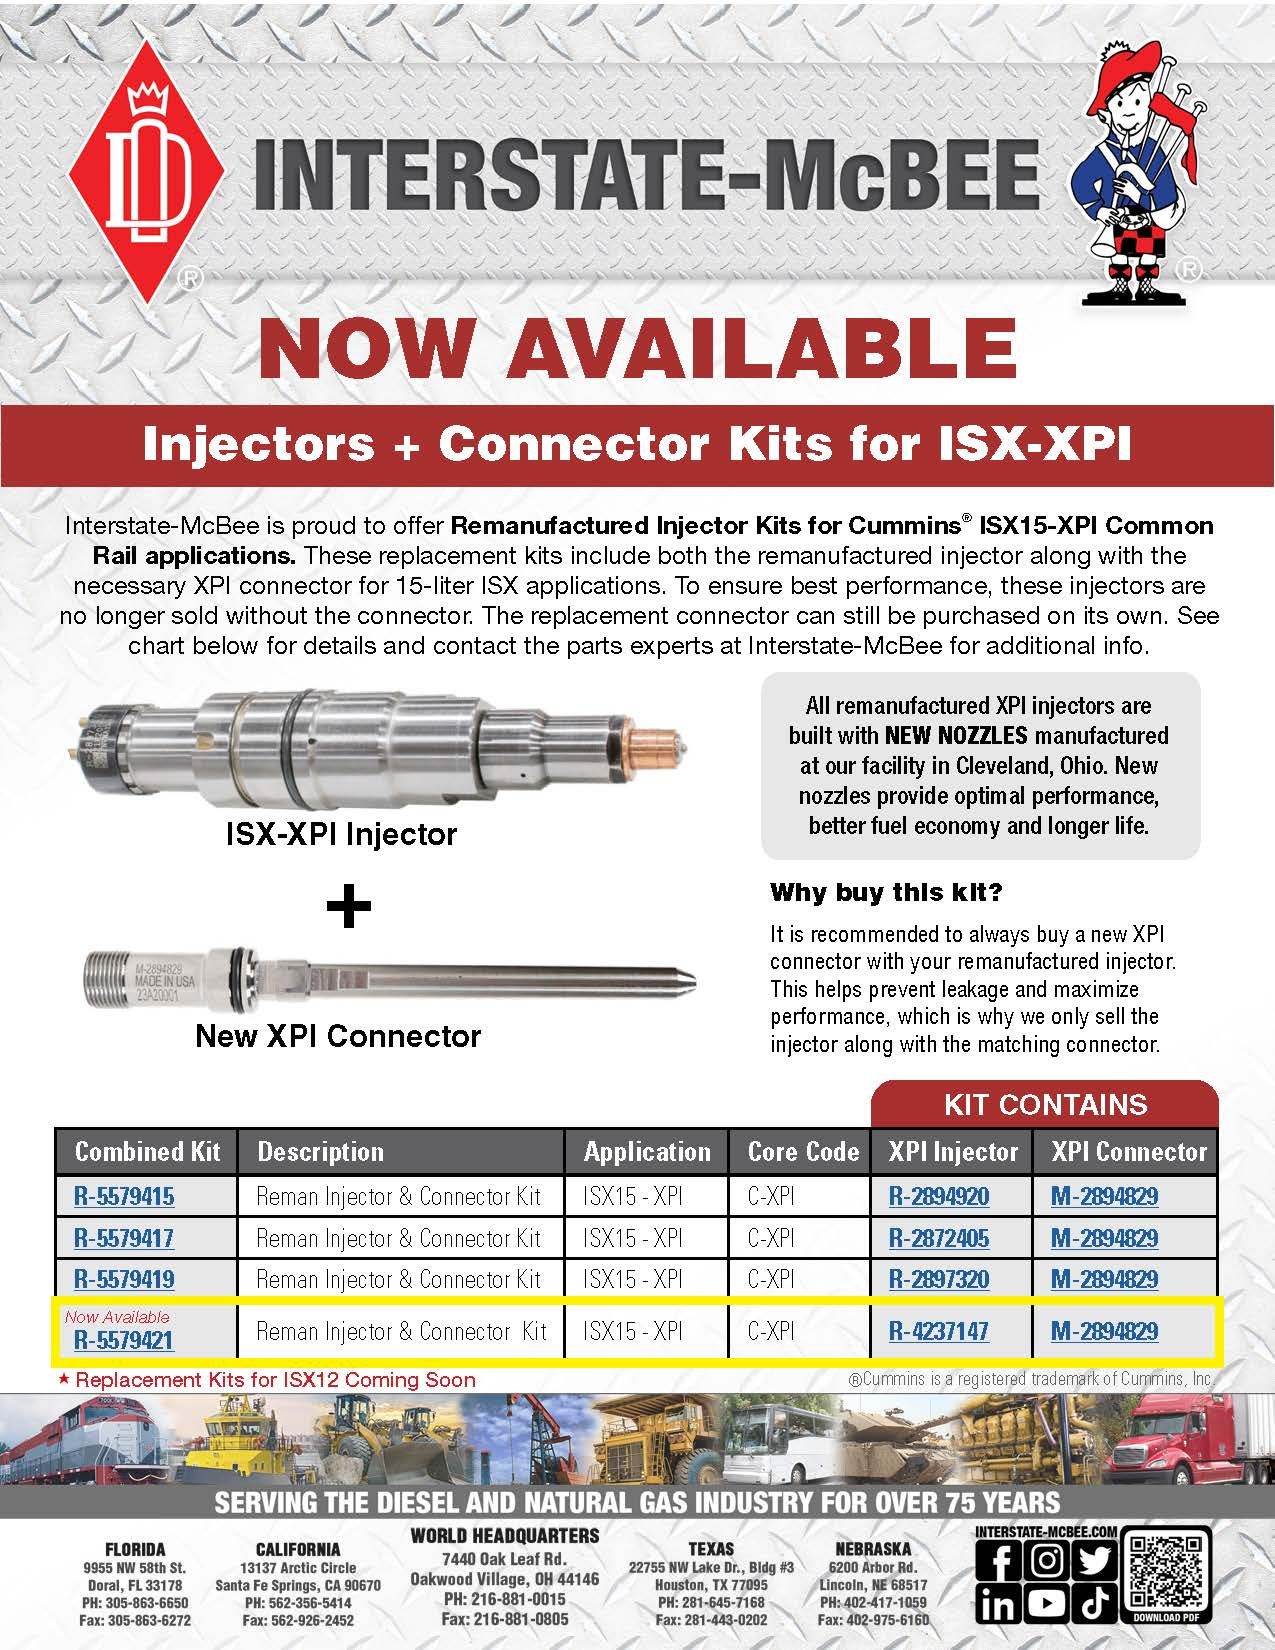 INTERSTATE-McBEE
®
®
NOW AVAILABLE
Injectors + Connector Kits for ISX-XPI
Interstate-McBee is proud to offer Remanufactured Injector Kits for Cummins® ISX15-XPI Common
Rail applications. These replacement kits include both the remanufactured injector along with the
necessary XPI connector for 15-liter ISX applications. To ensure best performance, these injectors are
no longer sold without the connector. The replacement connector can still be purchased on its own. See
chart below for details and contact the parts experts at Interstate-McBee for additional info.
ISX-XPI Injector
+
M-2894829
MADE IN USA
23A20001
New XPI Connector
All remanufactured XPI injectors are
built with NEW NOZZLES manufactured
at our facility in Cleveland, Ohio. New
nozzles provide optimal performance,
better fuel economy and longer life.
Why buy this kit?
It is recommended to always buy a new XPI
connector with your remanufactured injector.
This helps prevent leakage and maximize
performance, which is why we only sell the
injector along with the matching connector.
KIT CONTAINS
Combined Kit Description Application Core Code XPI Injector XPI Connector
R-5579415 Reman Injector & Connector Kit ISX15 - XPI C-XPI R-2894920 M-2894829
R-5579417 Reman Injector & Connector Kit ISX15 - XPI C-XPI R-2872405 M-2894829
R-5579419 Reman Injector & Connector Kit ISX15 - XPI C-XPI R-2897320 M-2894829
Now Available
R-5579421 Reman Injector & Connector Kit ISX15 - XPI C-XPI R-4237147 M-2894829
★ Replacement Kits for ISX12 Coming Soon
®Cummins is a registered trademark of Cummins, Inc.
SERVING THE DIESEL AND NATURAL GAS INDUSTRY FOR OVER 75 YEARS
FLORIDA
9955 NW 58th St.
Doral, FL 33178
PH: 305-863-6650
Fax: 305-863-6272
CALIFORNIA
13137 Arctic Circle
Santa Fe Springs, CA 90670
PH: 562-356-5414
Fax: 562-926-2452
WORLD HEADQUARTERS
7440 Oak Leaf Rd.
Oakwood Village, OH 44146
PH: 216-881-0015
Fax: 216-881-0805
TEXAS
22755 NW Lake Dr., Bldg #3
Houston, TX 77095
PH: 281-645-7168
Fax: 281-443-0202
NEBRASKA
6200 Arbor Rd.
Lincoln, NE 68517
PH: 402-417-1059
Fax: 402-975-6160
INTERSTATE-MCBEE.COM
DOWNLOAD PDF